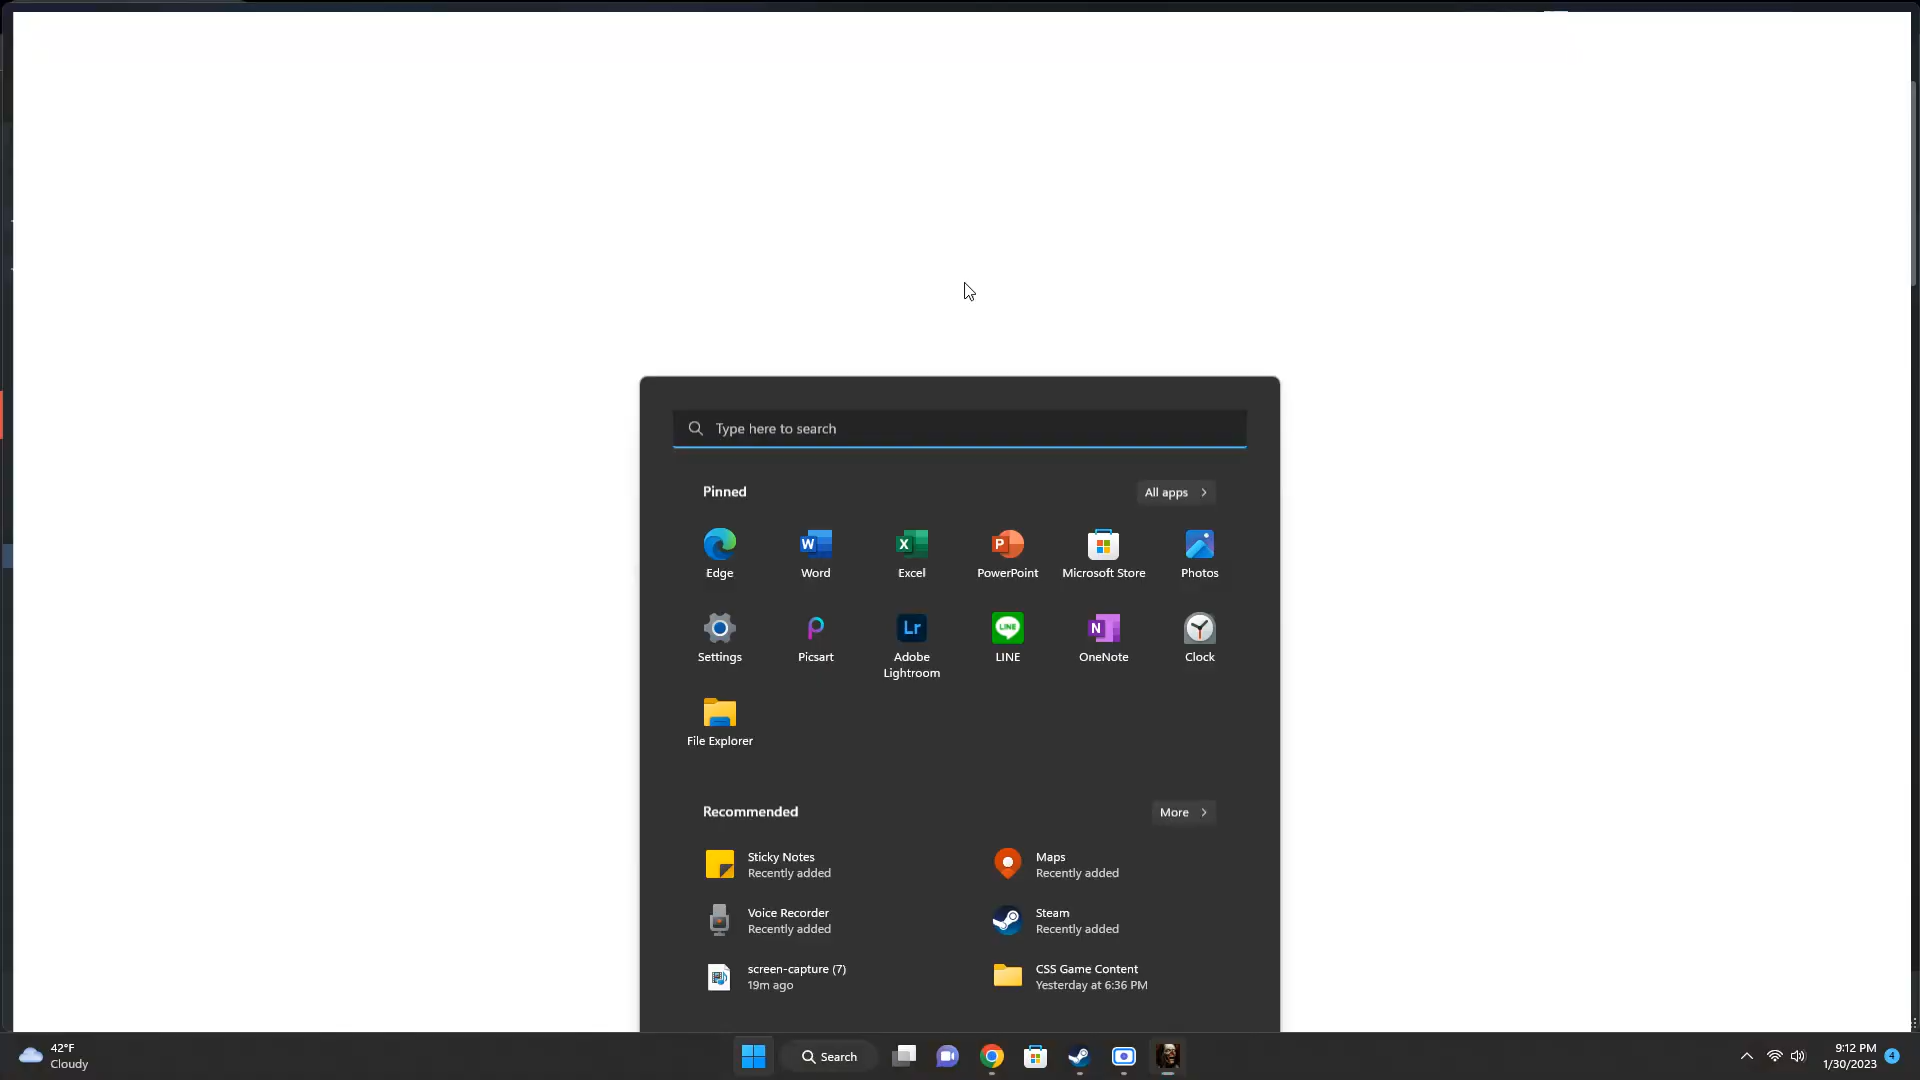 Type here to search
Pinned
All apps
Edge
Word
Excel
PowerPoint
Microsoft Store
Photos
Settings
Picsart
Lr
Adobe
Lightroom
LINE
LINE
OneNote
Clock
File Explorer
Recommended
More
Sticky Notes
Recently added
Maps
Recently added
Voice Recorder
Recently added
Steam
Recently added
screen-capture (7)
19m ago
CSS Game Content
Yesterday at 6:36 PM
42°F
Cloudy
Search
9:12 PM
1/30/2023
4